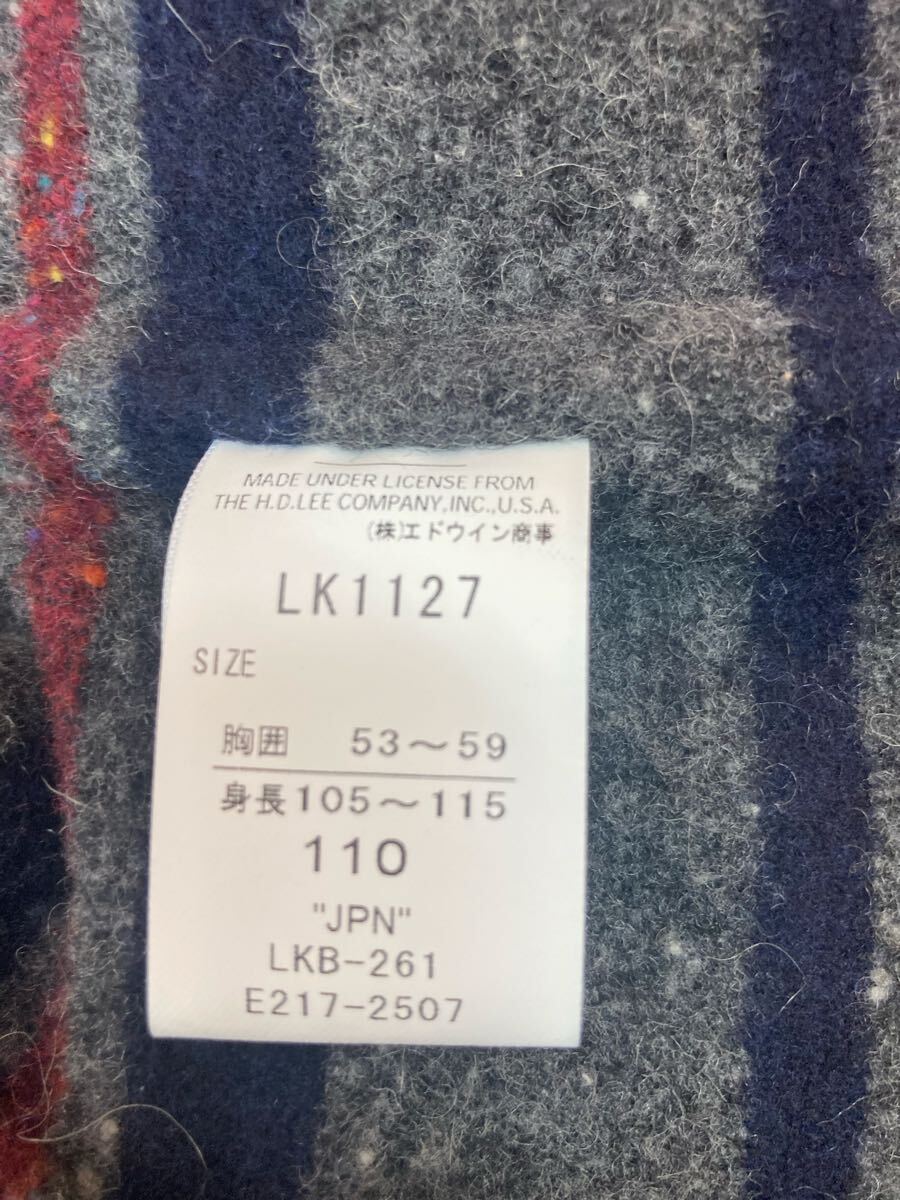 MADE UNDER LICENSE FROM
THE H.D.LEE COMPANY,INC.,U.S.A.
(株)エドウイン商事
LK1127
SIZE
胸囲 53～59
身長105～115
110
"JPN"
LKB-261
E217-2507